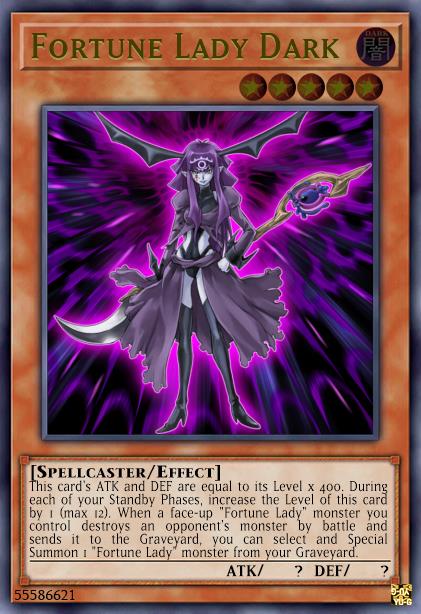 Fortune Lady Dark
DARK
闇
[Spellcaster/Effect]
This card's ATK and DEF are equal to its Level x 400. During
each of your Standby Phases, increase the Level of this card
by 1 (max 12). When a face-up "Fortune Lady" monster you
control destroys an opponent's monster by battle and
sends it to the Graveyard, you can select and Special
Summon 1 "Fortune Lady" monster from your Graveyard.
ATK/ ? DEF/ ?
55586621